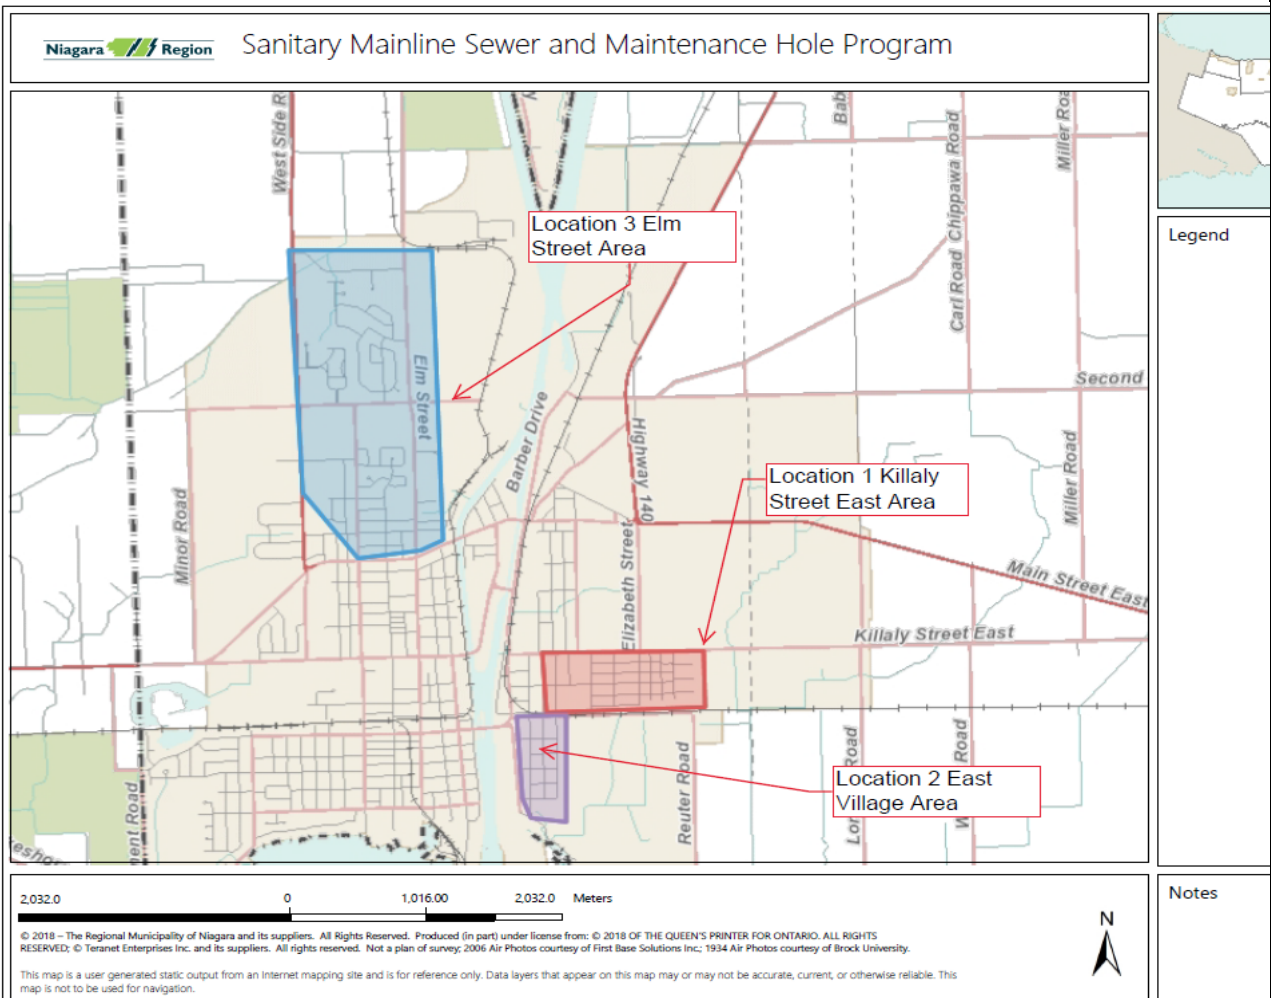 Niagara Region
Sanitary Mainline Sewer and Maintenance Hole Program
West Side R
Bab
Carl Road Chippawa Road
Miller Roa
Location 3 Elm
Street Area
Legend
Elm Street
Second
Barber Drive
Highway 140
Location 1 Killaly
Street East Area
Miller Road
Minor Road
Elizabeth Street
Main Street East
Killaly Street East
Location 2 East
Village Area
Reuter Road
Lor Road
W Road
ment Road
esho
2,032.0 0 1,016.00 2,032.0 Meters
Notes
N
© 2018 – The Regional Municipality of Niagara and its suppliers. All Rights Reserved. Produced (in part) under license from: © 2018 OF THE QUEEN'S PRINTER FOR ONTARIO. ALL RIGHTS
RESERVED; © Teranet Enterprises Inc. and its suppliers. All rights reserved. Not a plan of survey; 2006 Air Photos courtesy of First Base Solutions Inc.; 1934 Air Photos courtesy of Brock University.
This map is a user generated static output from an Internet mapping site and is for reference only. Data layers that appear on this map may or may not be accurate, current, or otherwise reliable. This
map is not to be used for navigation.